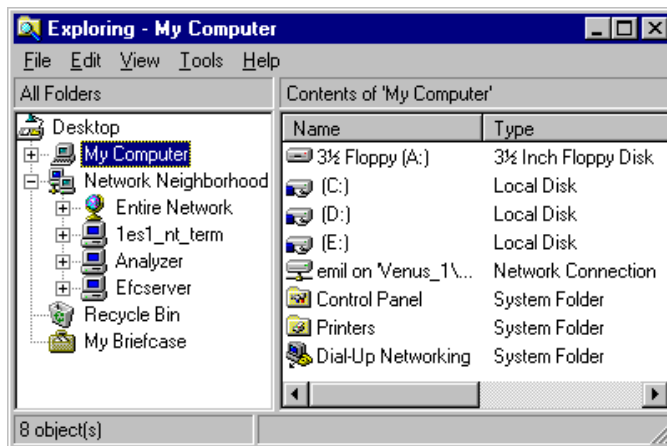 Exploring - My Computer
File Edit View Tools Help
All Folders
Contents of 'My Computer'
Desktop
My Computer
Network Neighborhood
Entire Network
1es1_nt_term
Analyzer
Efcserver
Recycle Bin
My Briefcase
Name Type
3½ Floppy (A:) 3½ Inch Floppy Disk
(C:) Local Disk
(D:) Local Disk
(E:) Local Disk
emil on 'Venus_1\... Network Connection
Control Panel System Folder
Printers System Folder
Dial-Up Networking System Folder
8 object(s)